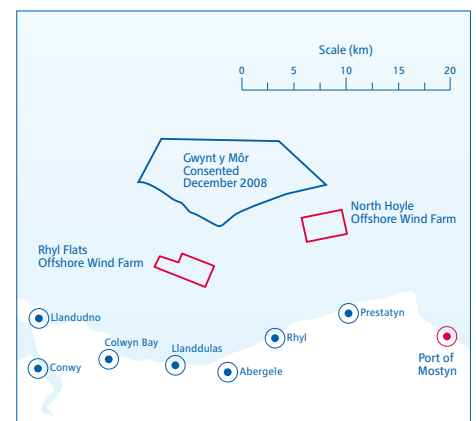 Scale (km)
0 5 10 15 20
Gwynt y Môr
Consented
December 2008
North Hoyle
Offshore Wind Farm
Rhyl Flats
Offshore Wind Farm
Llandudno
Prestatyn
Colwyn Bay
Llanddulas
Rhyl
Conwy
Abergele
Port of
Mostyn